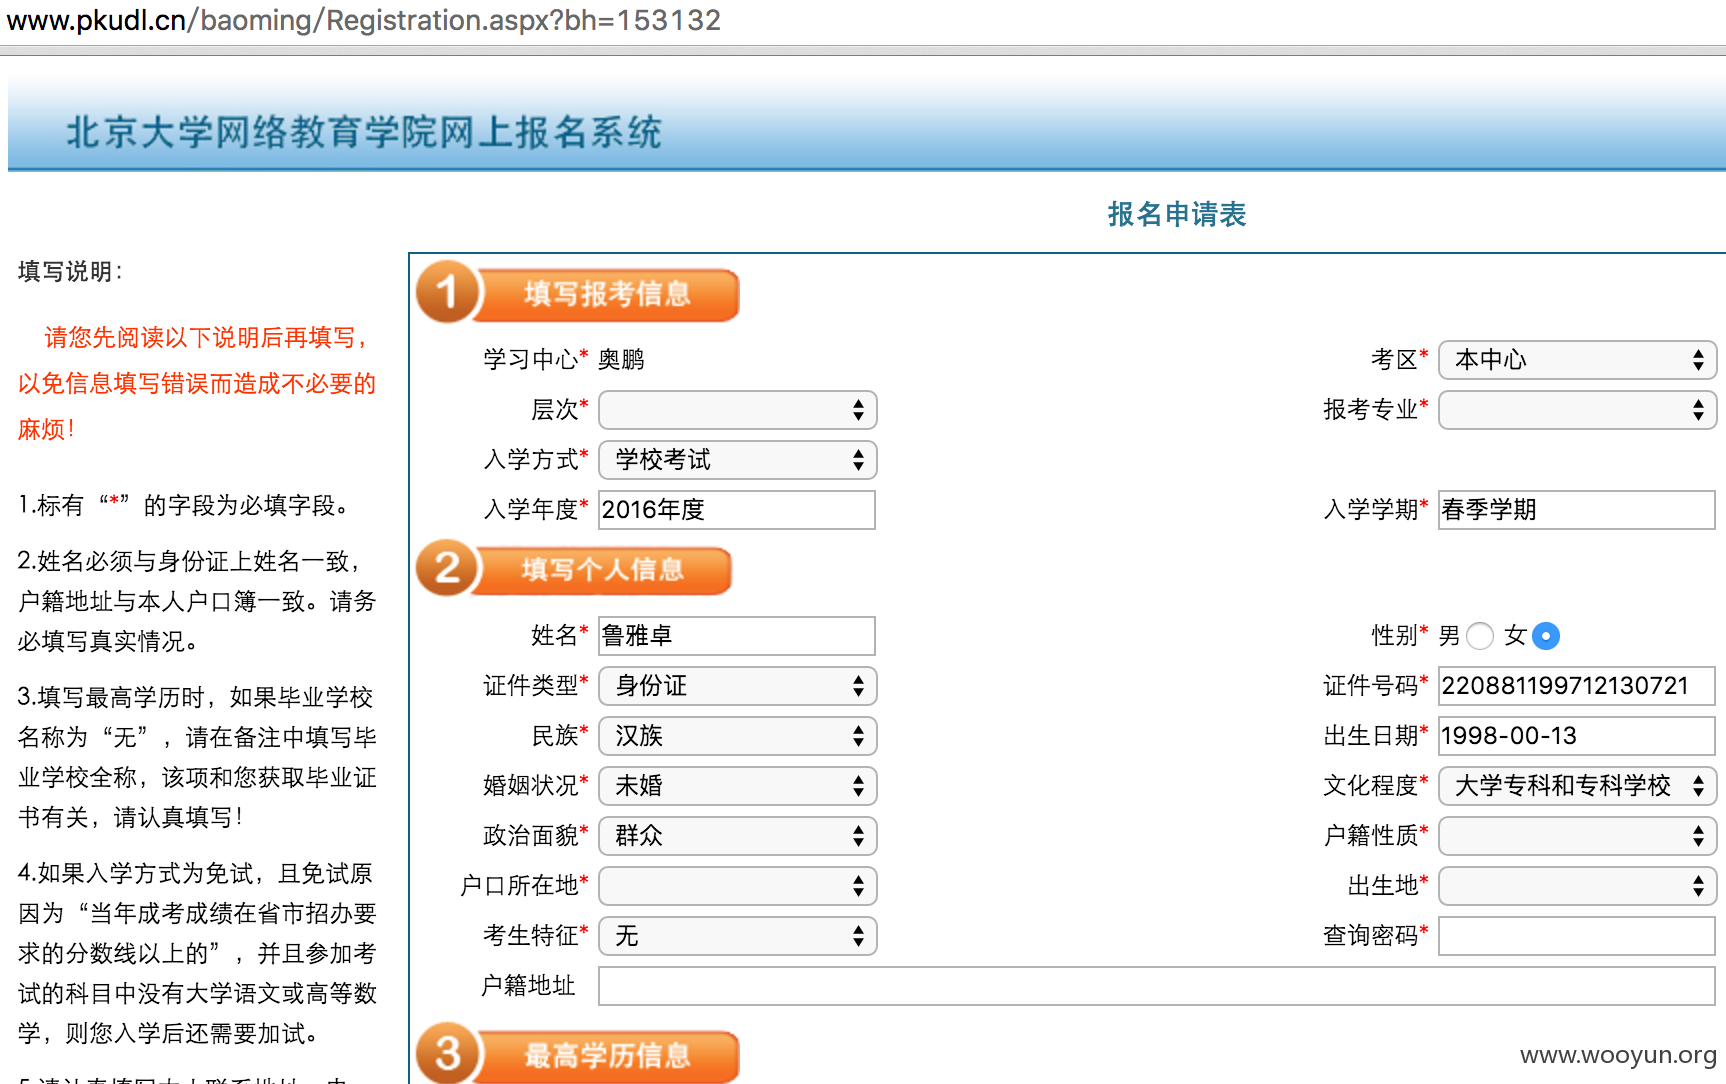 www.pkudl.cn/baoming/Registration.aspx?bh=153132
北京大学网络教育学院网上报名系统
报名申请表
填写说明：
请您先阅读以下说明后再填写，
以免信息填写错误而造成不必要的
麻烦！
1.标有“*”的字段为必填字段。
2.姓名必须与身份证上姓名一致，
户籍地址与本人户口簿一致。请务
必填写真实情况。
3.填写最高学历时，如果毕业学校
名称为“无”，请在备注中填写毕
业学校全称，该项和您获取毕业证
书有关，请认真填写！
4.如果入学方式为免试，且免试原
因为“当年成考成绩在省市招办要
求的分数线以上的”，并且参加考
试的科目中没有大学语文或高等数
学，则您入学后还需要加试。
1 填写报考信息
学习中心* 奥鹏 考区* 本中心
层次* 报考专业*
入学方式* 学校考试
入学年度* 2016年度 入学学期* 春季学期
2 填写个人信息
姓名* 鲁雅卓 性别* 男 女
证件类型* 身份证 证件号码* 220881199712130721
民族* 汉族 出生日期* 1998-00-13
婚姻状况* 未婚 文化程度* 大学专科和专科学校
政治面貌* 群众 户籍性质*
户口所在地* 出生地*
考生特征* 无 查询密码*
户籍地址
3 最高学历信息
www.wooyun.org